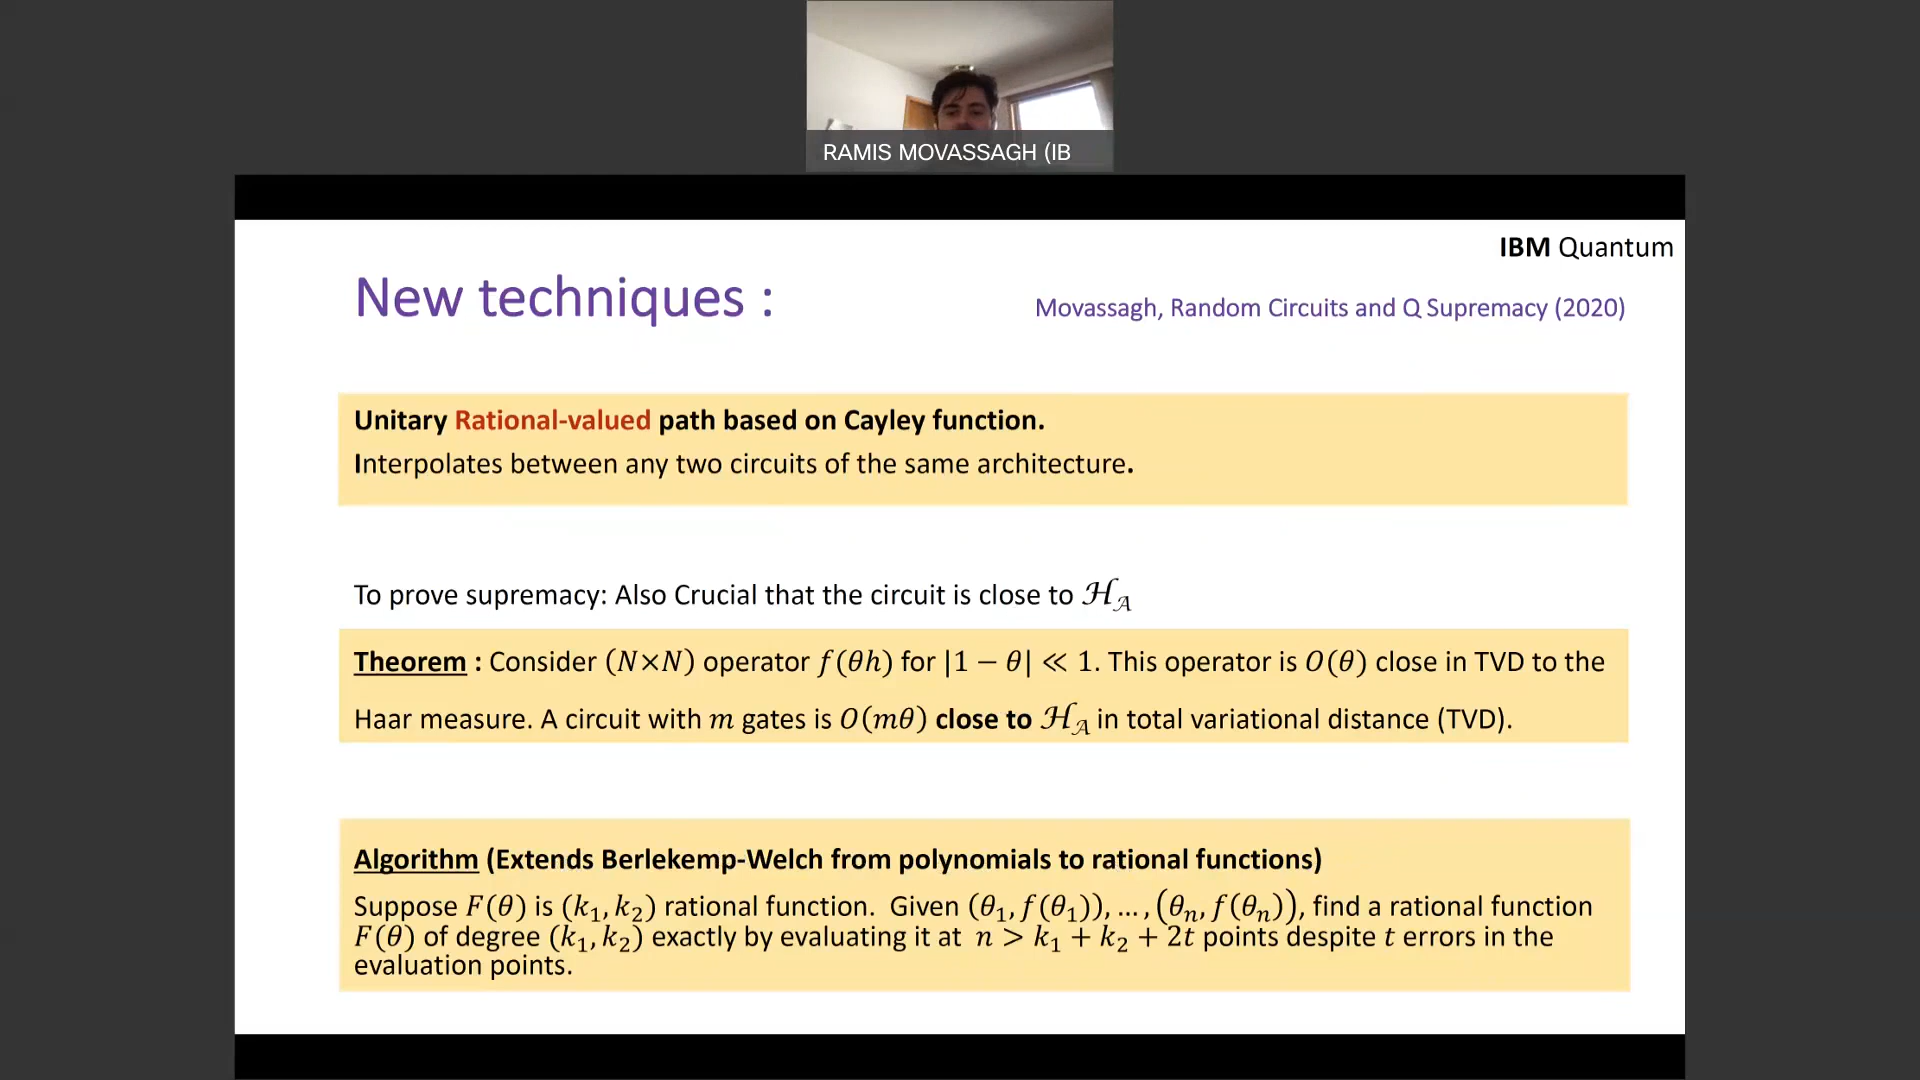 RAMIS MOVASSAGH (IB
IBM Quantum
New techniques :
Movassagh, Random Circuits and Q Supremacy (2020)
Unitary Rational-valued path based on Cayley function.
Interpolates between any two circuits of the same architecture.
To prove supremacy: Also Crucial that the circuit is close to ℋ_𝒜
Theorem : Consider (N×N) operator f(θh) for |1 − θ| ≪ 1. This operator is O(θ) close in TVD to the
Haar measure. A circuit with m gates is O(mθ) close to ℋ_𝒜 in total variational distance (TVD).
Algorithm (Extends Berlekemp-Welch from polynomials to rational functions)
Suppose F(θ) is (k₁, k₂) rational function. Given (θ₁, f(θ₁)), … , (θₙ, f(θₙ)), find a rational function
F(θ) of degree (k₁, k₂) exactly by evaluating it at n > k₁ + k₂ + 2t points despite t errors in the
evaluation points.